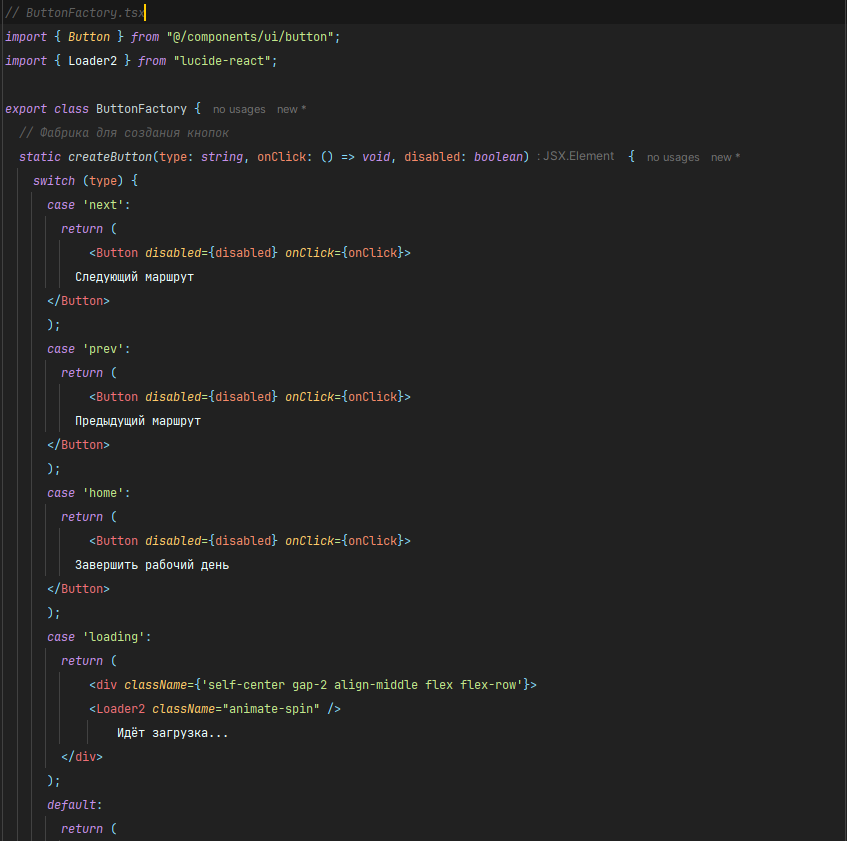 // ButtonFactory.tsx
import { Button } from "@/components/ui/button";
import { Loader2 } from "lucide-react";
export class ButtonFactory { no usages new *
// Фабрика для создания кнопок
static createButton(type: string, onClick: () => void, disabled: boolean) : JSX.Element { no usages new *
switch (type) {
case 'next':
return (
<Button disabled={disabled} onClick={onClick}>
Следующий маршрут
</Button>
);
case 'prev':
return (
<Button disabled={disabled} onClick={onClick}>
Предыдущий маршрут
</Button>
);
case 'home':
return (
<Button disabled={disabled} onClick={onClick}>
Завершить рабочий день
</Button>
);
case 'loading':
return (
<div className={'self-center gap-2 align-middle flex flex-row'}>
<Loader2 className="animate-spin" />
Идёт загрузка...
</div>
);
default:
return (